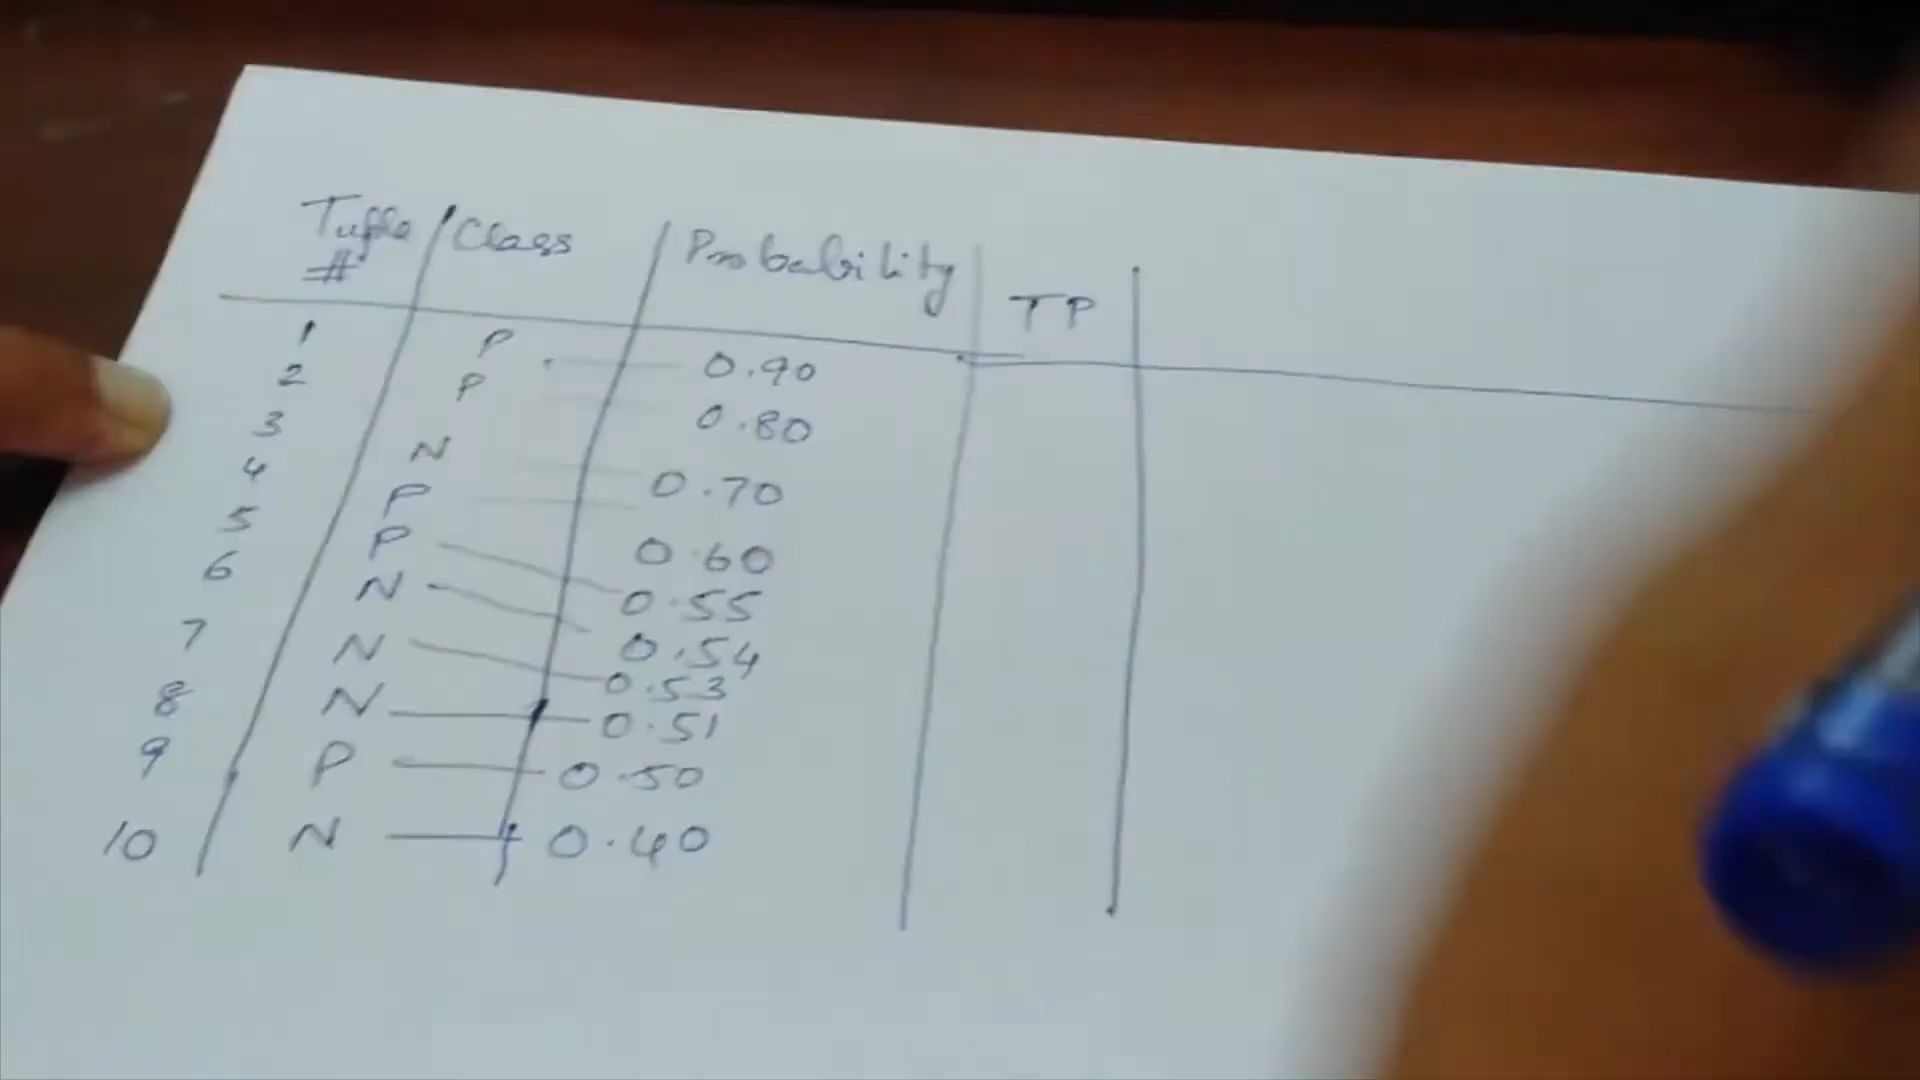 Tuple # Class Probability TP
1 P 0.90
2 P 0.80
3 N 0.70
4 P 0.60
5 P 0.55
6 N 0.54
7 N 0.53
8 N 0.51
9 P 0.50
10 N 0.40